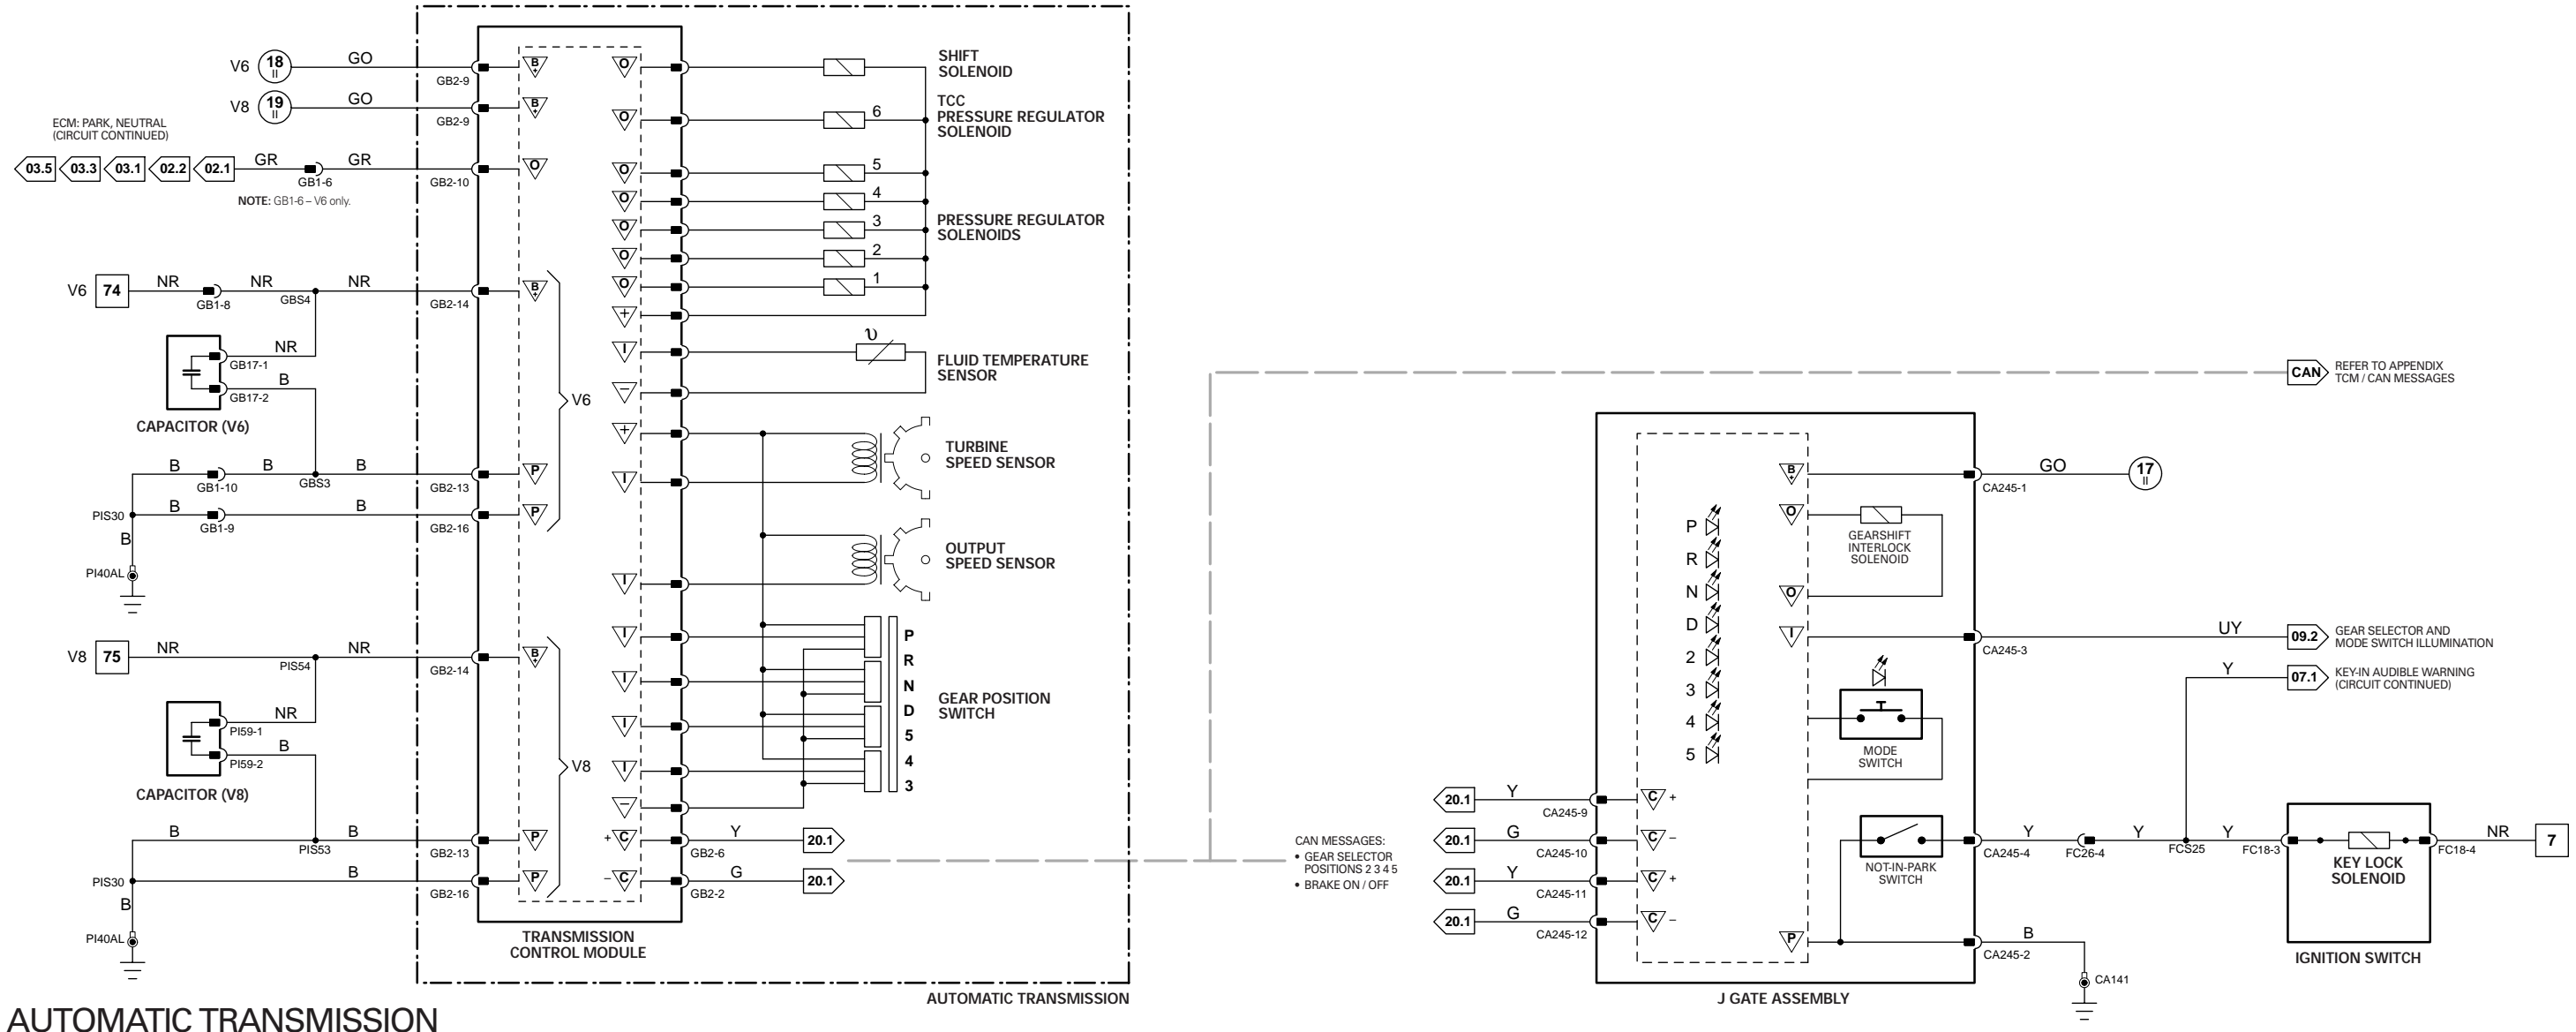 V6 18 II GO GB2-9 B+ O SHIFT
SOLENOID
V8 19 II GO GB2-9 B+ O 6 TCC
PRESSURE REGULATOR
SOLENOID
ECM: PARK, NEUTRAL
(CIRCUIT CONTINUED)
03.5 03.3 03.1 02.2 02.1 GR GB1-6 GR GB2-10 O
NOTE: GB1-6 – V6 only.
O 5
O 4
O 3
O 2
O 1
PRESSURE REGULATOR
SOLENOIDS
+
V6 74 NR GB1-8 NR GBS4 NR GB2-14 B+
NR
GB17-1
B
GB17-2
CAPACITOR (V6)
V6
I
υ
–
FLUID TEMPERATURE
SENSOR
+
I
TURBINE
SPEED SENSOR
B GB1-10 B GBS3 B GB2-13 P
PIS30 B GB1-9 B GB2-16 P
B
PI40AL
I
OUTPUT
SPEED SENSOR
V8 75 NR PIS54 NR GB2-14 B+
NR
PI59-1
B
PI59-2
CAPACITOR (V8)
V8
I
I
I
I
–
P
R
N
D
5
4
3
GEAR POSITION
SWITCH
B PIS53 B GB2-13 P
PIS30 B GB2-16 P
B
PI40AL
+ C GB2-6 Y 20.1
– C GB2-2 G 20.1
TRANSMISSION
CONTROL MODULE
AUTOMATIC TRANSMISSION
CAN REFER TO APPENDIX
TCM / CAN MESSAGES
CAN MESSAGES:
• GEAR SELECTOR
POSITIONS 2 3 4 5
• BRAKE ON / OFF
B+ CA245-1 GO 17 II
O
GEARSHIFT
INTERLOCK
SOLENOID
O
P
R
N
D
2
3
4
5
I CA245-3 UY 09.2 GEAR SELECTOR AND
MODE SWITCH ILLUMINATION
Y 07.1 KEY-IN AUDIBLE WARNING
(CIRCUIT CONTINUED)
MODE
SWITCH
20.1 Y CA245-9 C +
20.1 G CA245-10 C –
20.1 Y CA245-11 C +
20.1 G CA245-12 C –
NOT-IN-PARK
SWITCH
CA245-4 Y FC26-4 Y FCS25 Y FC18-3
KEY LOCK
SOLENOID
FC18-4 NR 7
IGNITION SWITCH
P CA245-2 B
CA141
J GATE ASSEMBLY
AUTOMATIC TRANSMISSION